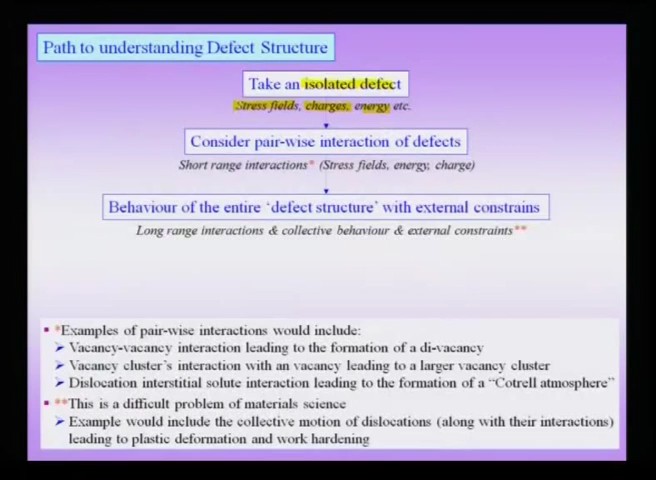 Path to understanding Defect Structure
Take an isolated defect
Stress fields, charges, energy etc.
Consider pair-wise interaction of defects
Short range interactions* (Stress fields, energy, charge)
Behaviour of the entire ‘defect structure’ with external constrains
Long range interactions & collective behaviour & external constraints**
▪ *Examples of pair-wise interactions would include:
➤ Vacancy-vacancy interaction leading to the formation of a di-vacancy
➤ Vacancy cluster's interaction with an vacancy leading to a larger vacancy cluster
➤ Dislocation interstitial solute interaction leading to the formation of a “Cotrell atmosphere”
▪ **This is a difficult problem of materials science
➤ Example would include the collective motion of dislocations (along with their interactions)
leading to plastic deformation and work hardening